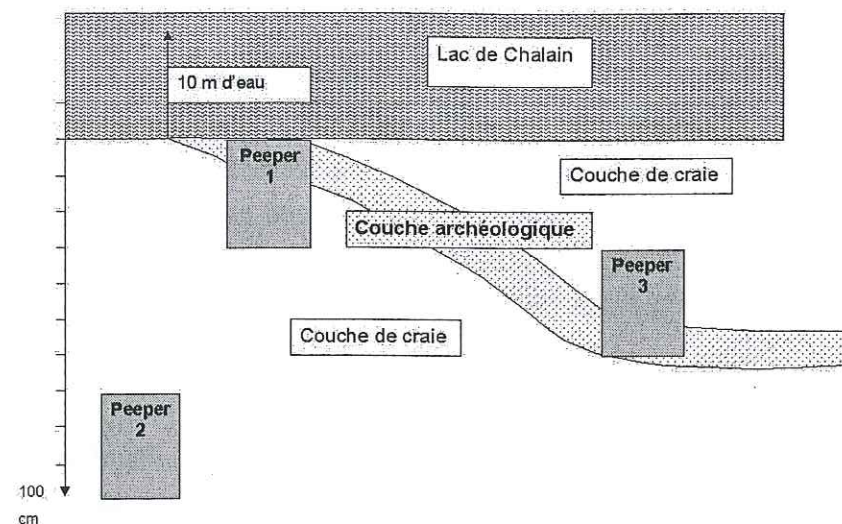 Lac de Chalain
10 m d'eau
Peeper
1
Couche de craie
Couche archéologique
Peeper
3
Couche de craie
Peeper
2
100
cm